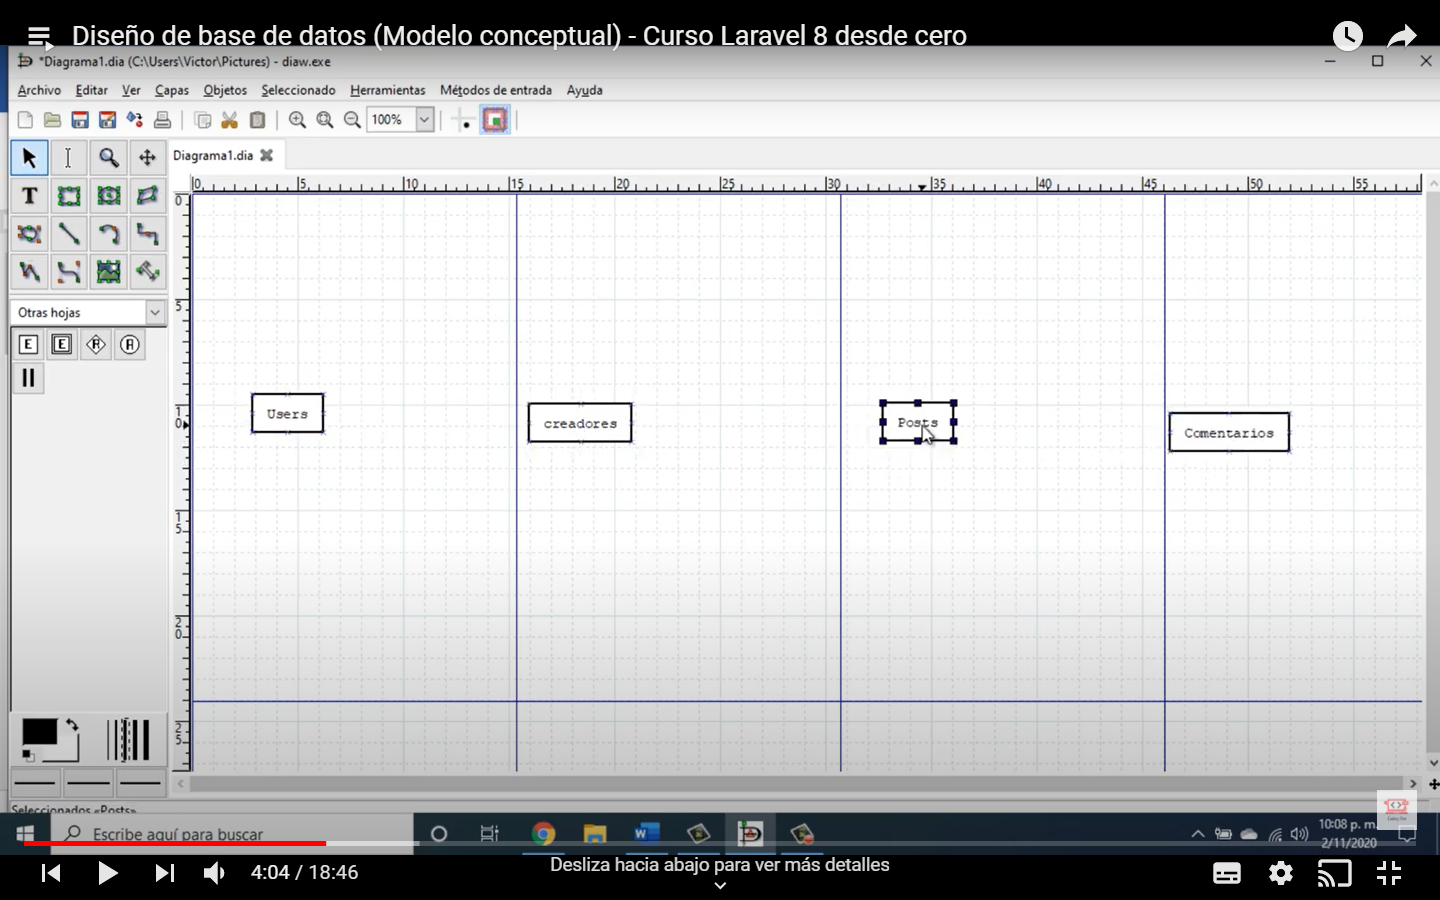 Diseño de base de datos (Modelo conceptual) - Curso Laravel 8 desde cero
*Diagrama1.dia (C:\Users\Victor\Pictures) - diaw.exe
Archivo Editar Ver Capas Objetos Seleccionado Herramientas Métodos de entrada Ayuda
100%
Diagrama1.dia
0 5 10 15 20 25 30 35 40 45 50 55
T
Otras hojas
E E R A
0
5
10
15
20
25
Users
creadores
Posts
Comentarios
Seleccionados «Posts»
Escribe aquí para buscar
10:08 p. m.
2/11/2020
4:04 / 18:46
Desliza hacia abajo para ver más detalles